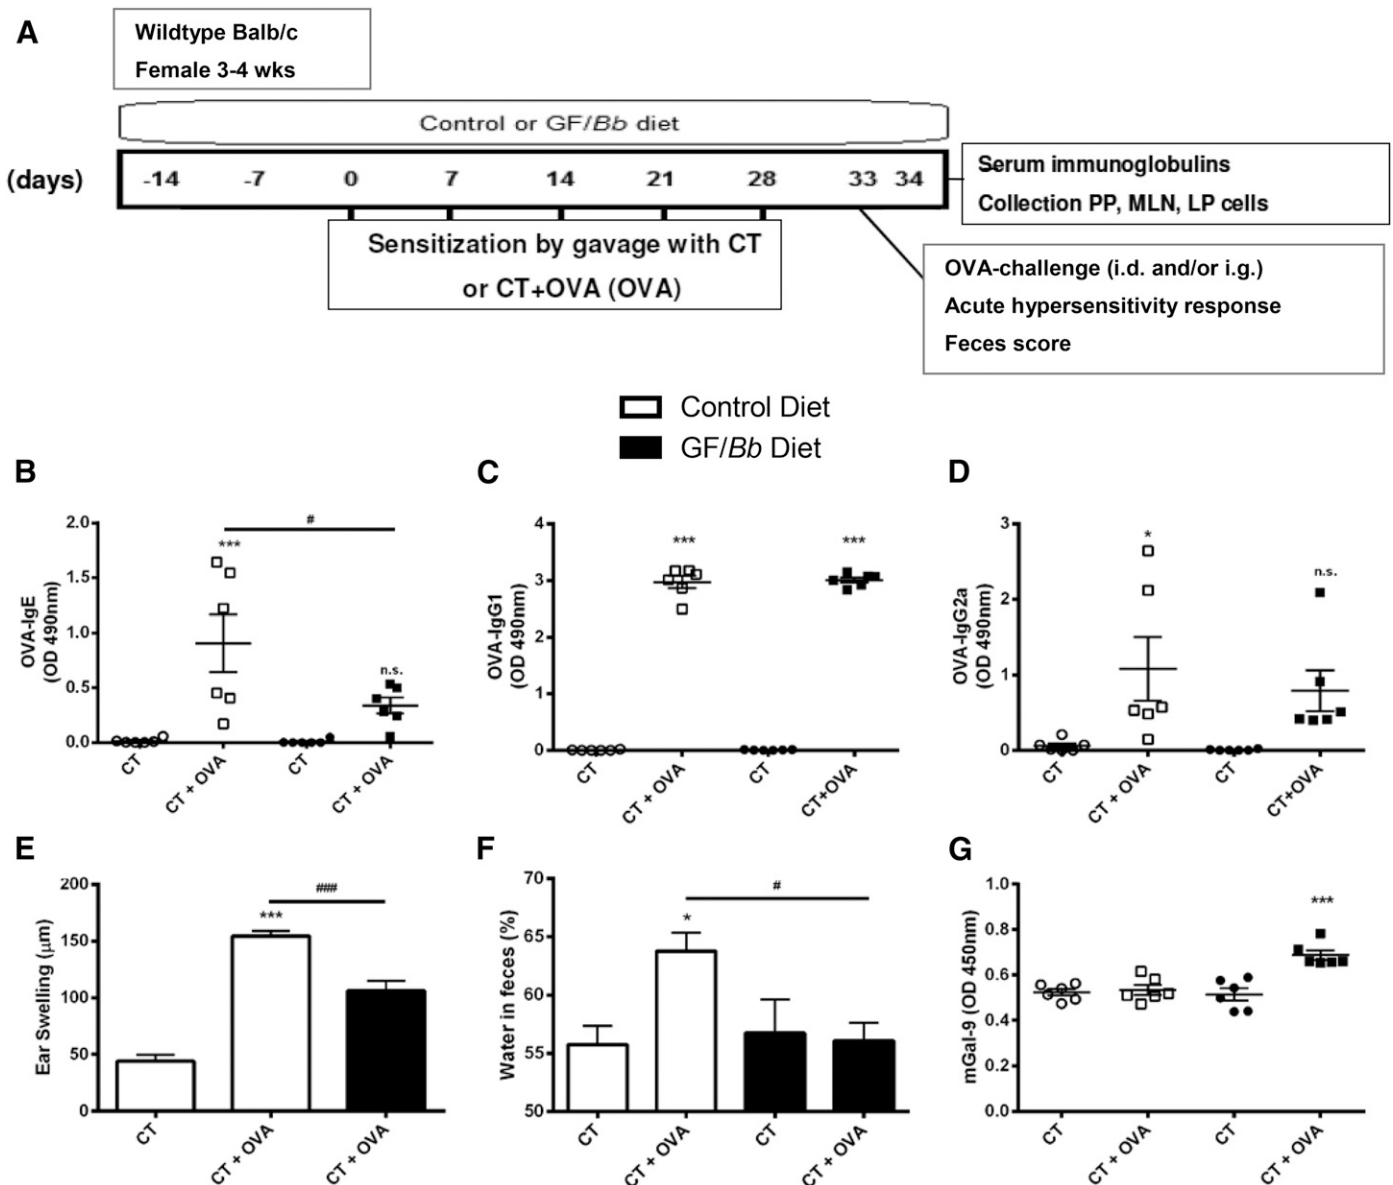 A
Wildtype Balb/c
Female 3-4 wks
Control or GF/Bb diet
(days)
-14 -7 0 7 14 21 28 33 34
Serum immunoglobulins
Collection PP, MLN, LP cells
Sensitization by gavage with CT
or CT+OVA (OVA)
OVA-challenge (i.d. and/or i.g.)
Acute hypersensitivity response
Feces score
Control Diet
GF/Bb Diet
B
OVA-IgE
(OD 490nm)
2.0
1.5
1.0
0.5
0.0
#
***
n.s.
CT
CT + OVA
CT
CT + OVA
C
OVA-IgG1
(OD 490nm)
4
3
2
1
0
***
***
CT
CT + OVA
CT
CT+OVA
D
OVA-IgG2a
(OD 490nm)
3
2
1
0
*
n.s.
CT
CT + OVA
CT
CT+OVA
E
Ear Swelling (μm)
200
150
100
50
0
###
***
CT
CT + OVA
CT + OVA
F
Water in feces (%)
70
65
60
55
50
#
*
CT
CT + OVA
CT
CT + OVA
G
mGal-9 (OD 450nm)
1.0
0.8
0.6
0.4
0.2
0.0
***
CT
CT + OVA
CT
CT + OVA